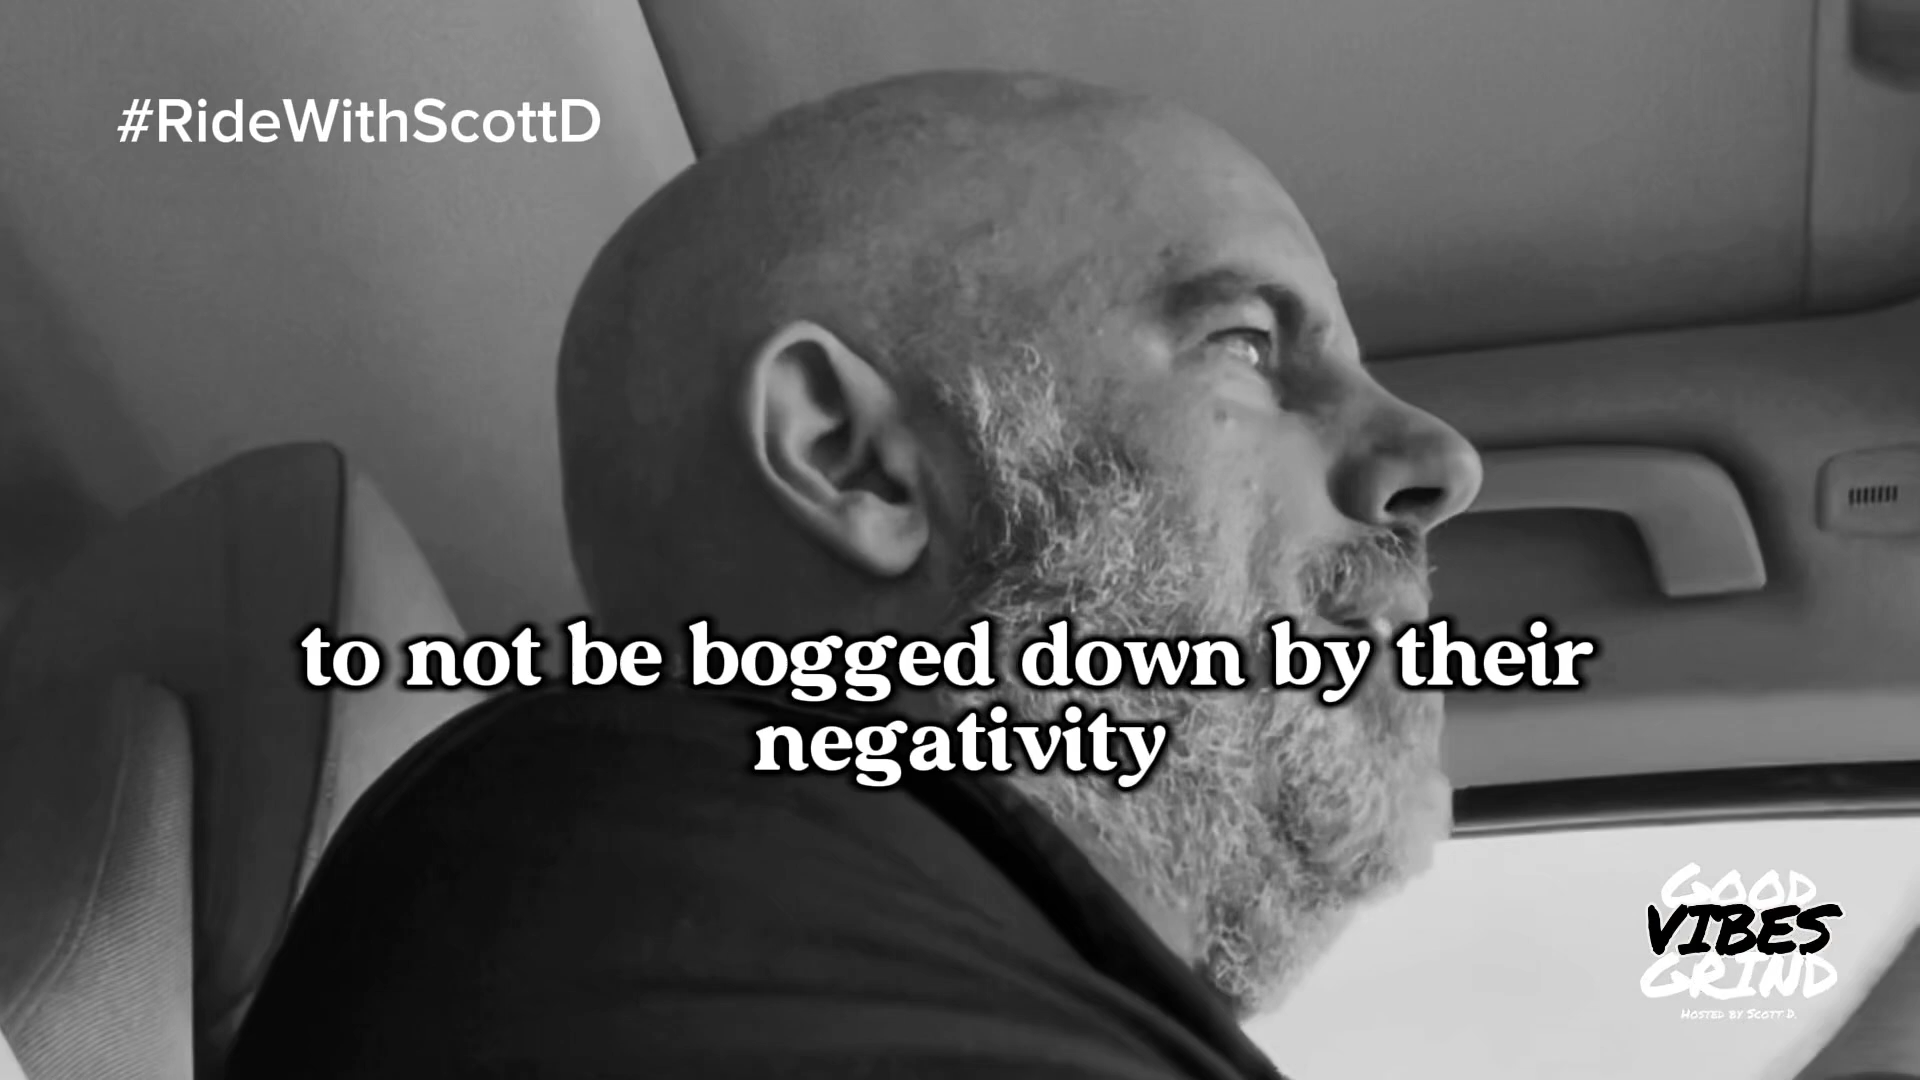 #RideWithScottD
to not be bogged down by their
negativity
GOOD
VIBES
GRIND
HOSTED BY SCOTT D.